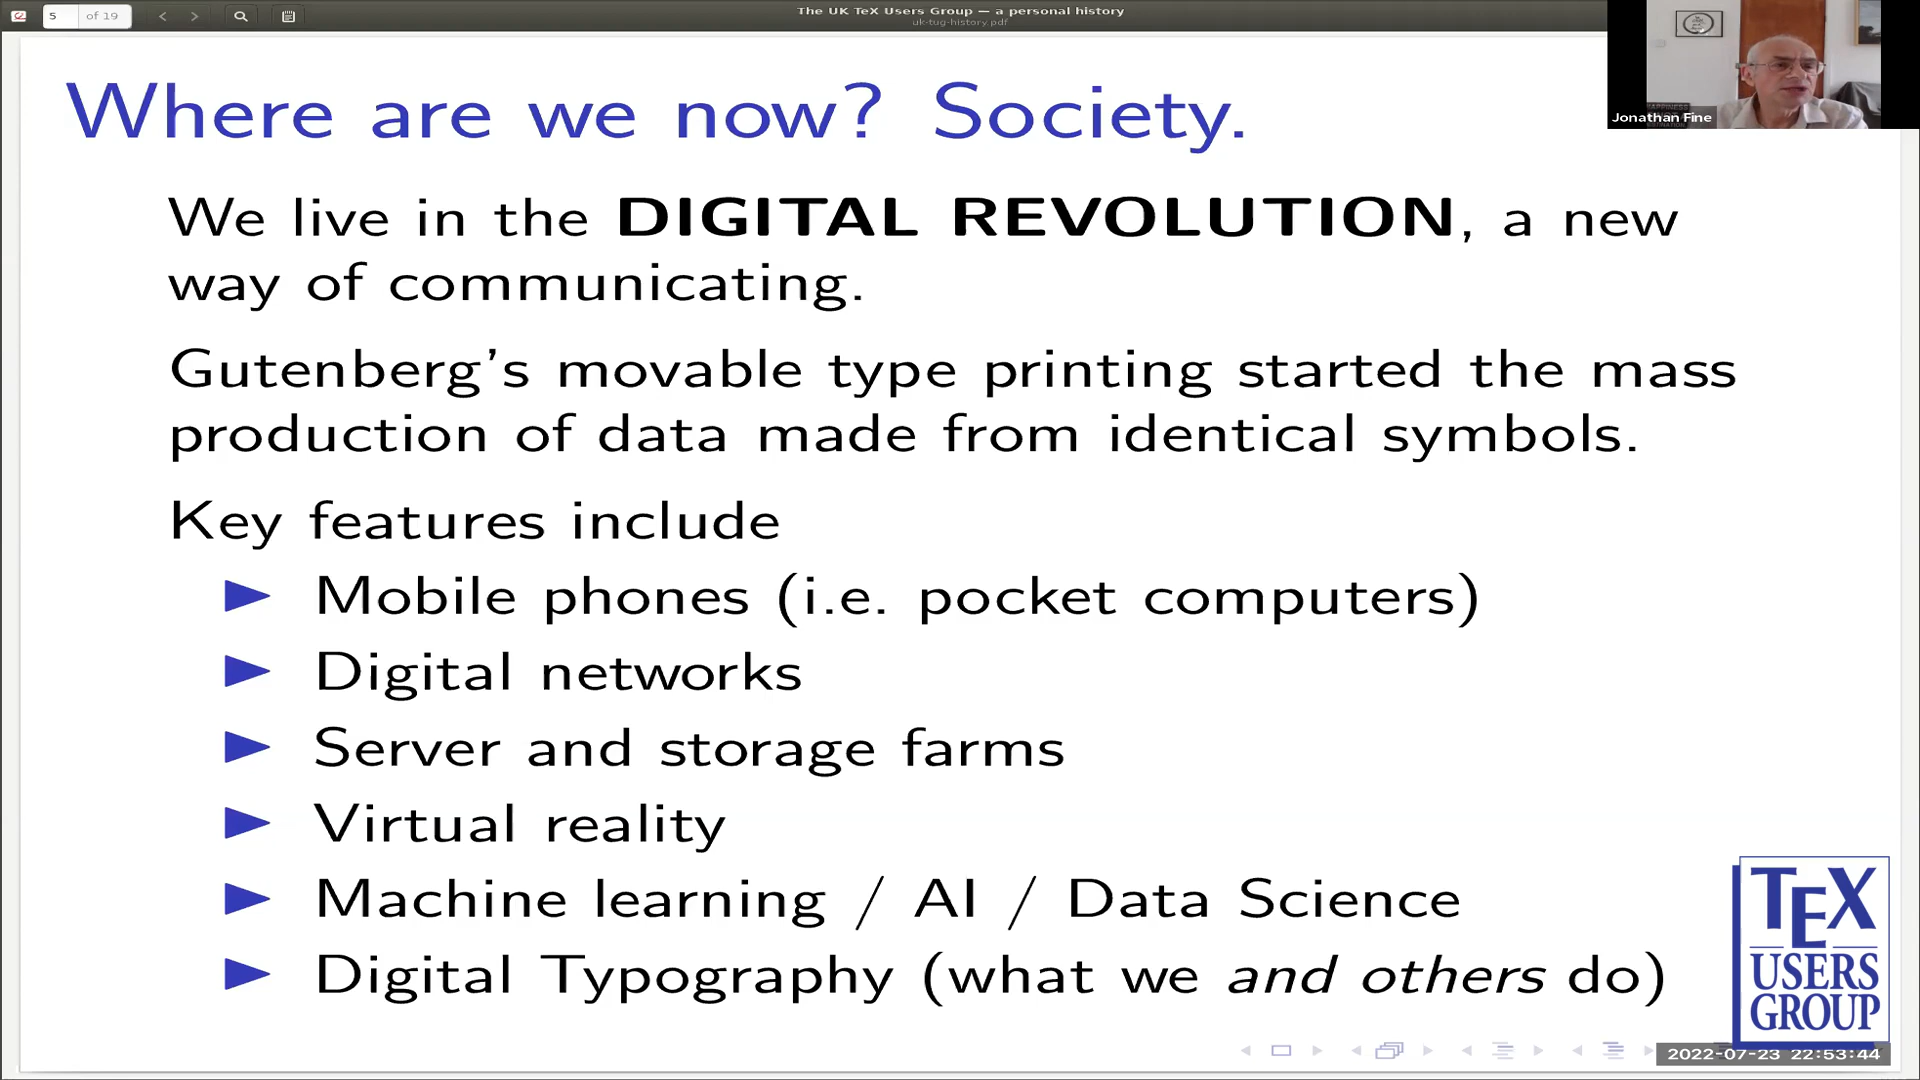 5 of 19
The UK TeX Users Group — a personal history
uk-tug-history.pdf
Jonathan Fine
Where are we now? Society.
We live in the DIGITAL REVOLUTION, a new
way of communicating.
Gutenberg's movable type printing started the mass
production of data made from identical symbols.
Key features include
Mobile phones (i.e. pocket computers)
Digital networks
Server and storage farms
Virtual reality
Machine learning / AI / Data Science
Digital Typography (what we and others do)
TEX
USERS
GROUP
2022-07-23 22:53:44